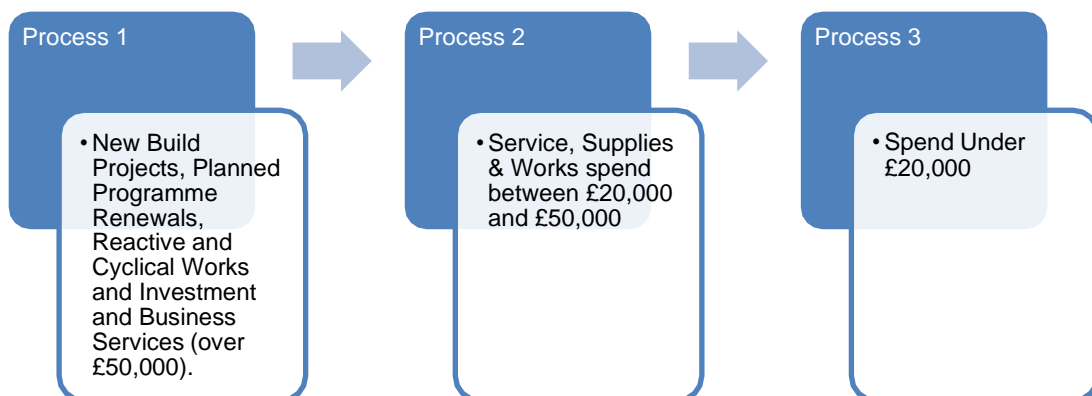 Process 1
• New Build
Projects, Planned
Programme
Renewals,
Reactive and
Cyclical Works
and Investment
and Business
Services (over
£50,000).
Process 2
• Service, Supplies
& Works spend
between £20,000
and £50,000
Process 3
• Spend Under
£20,000